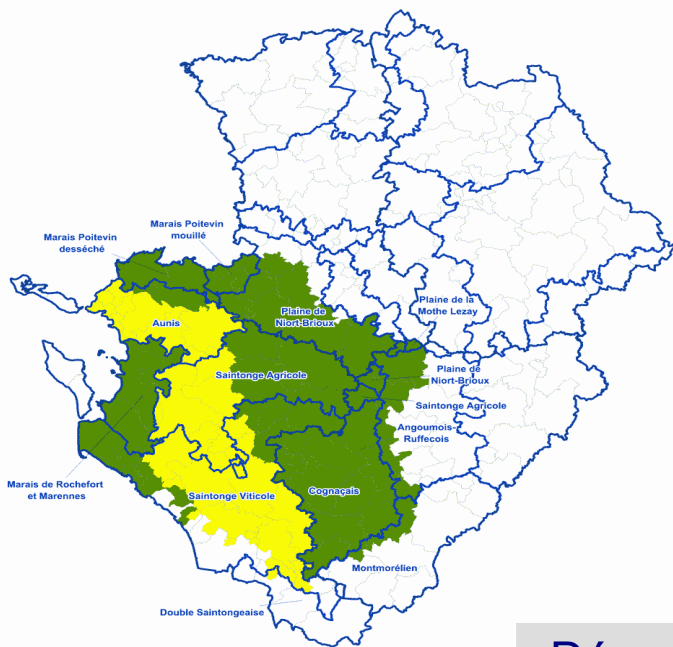 Marais Poitevin
desséché
Marais Poitevin
mouillé
Aunis
Plaine de
Niort-Brioux
Plaine de la
Mothe Lezay
Saintonge Agricole
Plaine de
Niort-Brioux
Saintonge Agricole
Angoumois-
Ruffecois
Marais de Rochefort
et Marennes
Saintonge Viticole
Cognaçais
Montmorélien
Double Saintongeaise